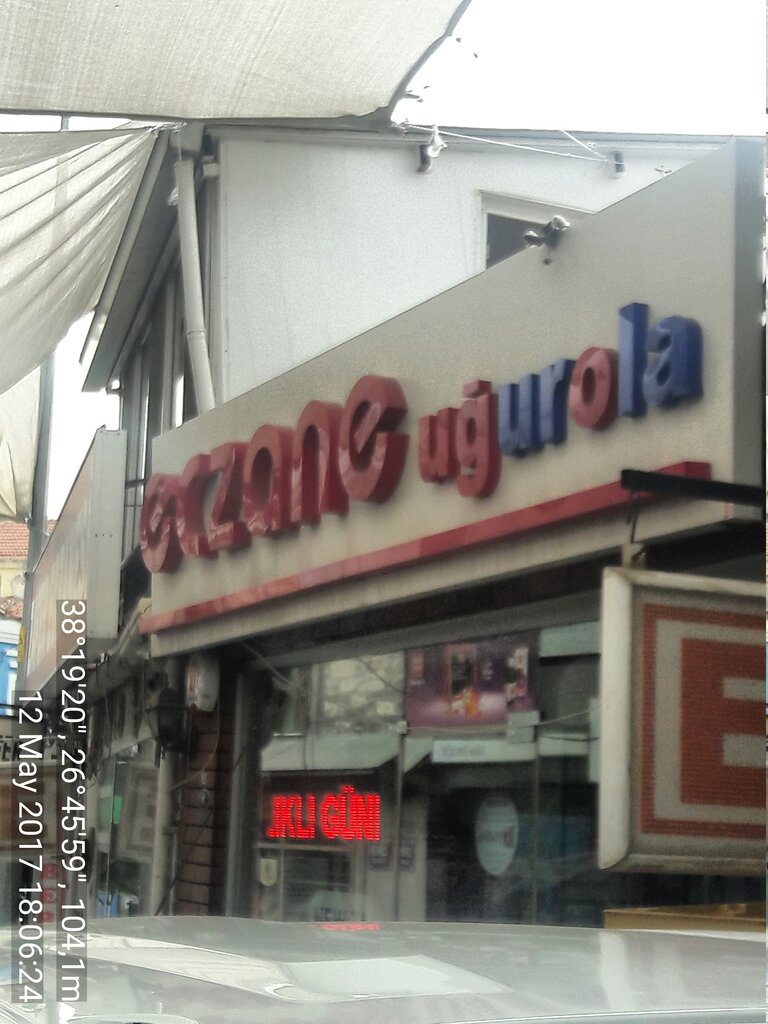 eczane uğurola
JKLI GÜNI
E
38°19'20", 26°45'59", 104,1m
12 May 2017 18:06:24